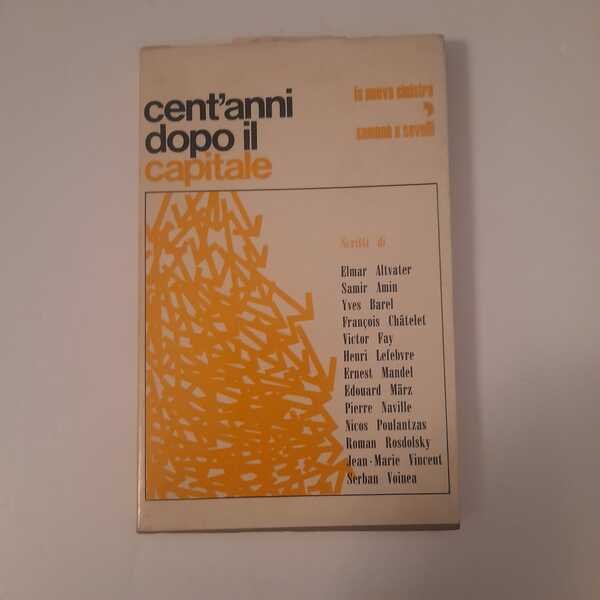 cent'anni
dopo il
capitale
la nuova sinistra
samonà e savelli
Scritti di
Elmar Altvater
Samir Amin
Yves Barel
François Châtelet
Victor Fay
Henri Lefebvre
Ernest Mandel
Edouard März
Pierre Naville
Nicos Poulantzas
Roman Rosdolsky
Jean-Marie Vincent
Serban Voinea